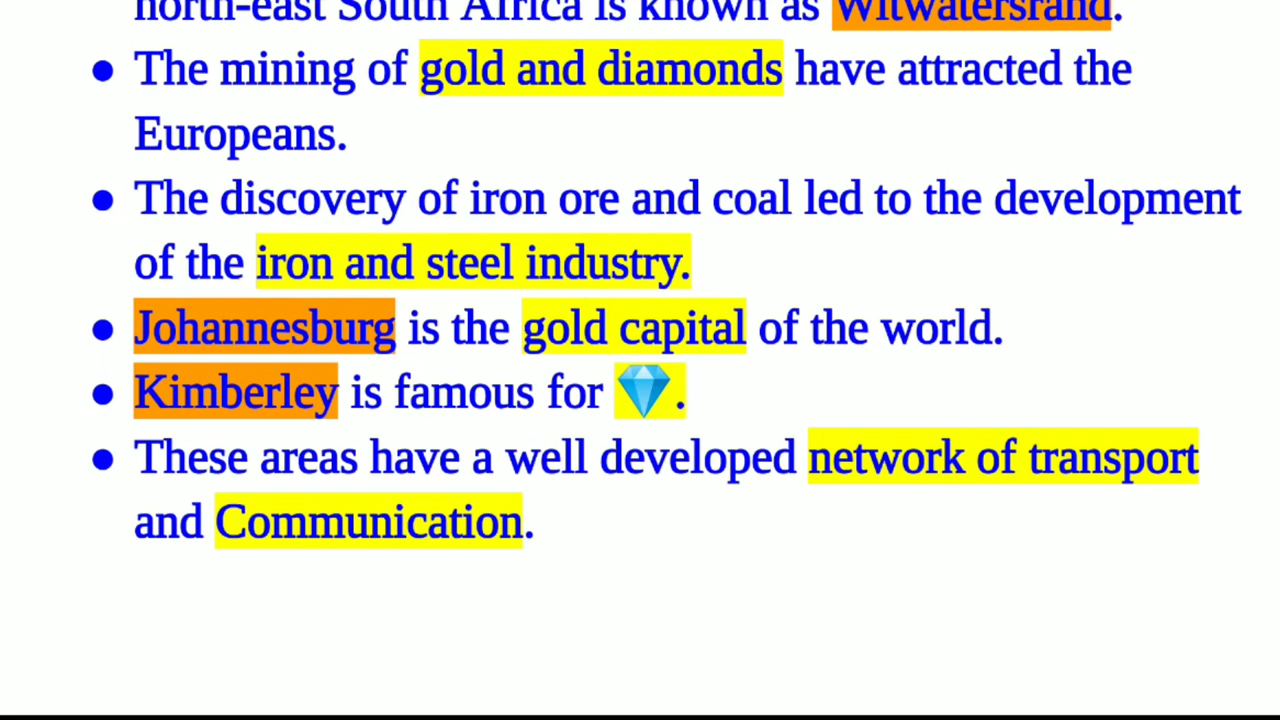 north-east South Africa is known as Witwatersrand.
● The mining of gold and diamonds have attracted the
Europeans.
● The discovery of iron ore and coal led to the development
of the iron and steel industry.
● Johannesburg is the gold capital of the world.
● Kimberley is famous for 💎.
● These areas have a well developed network of transport
and Communication.